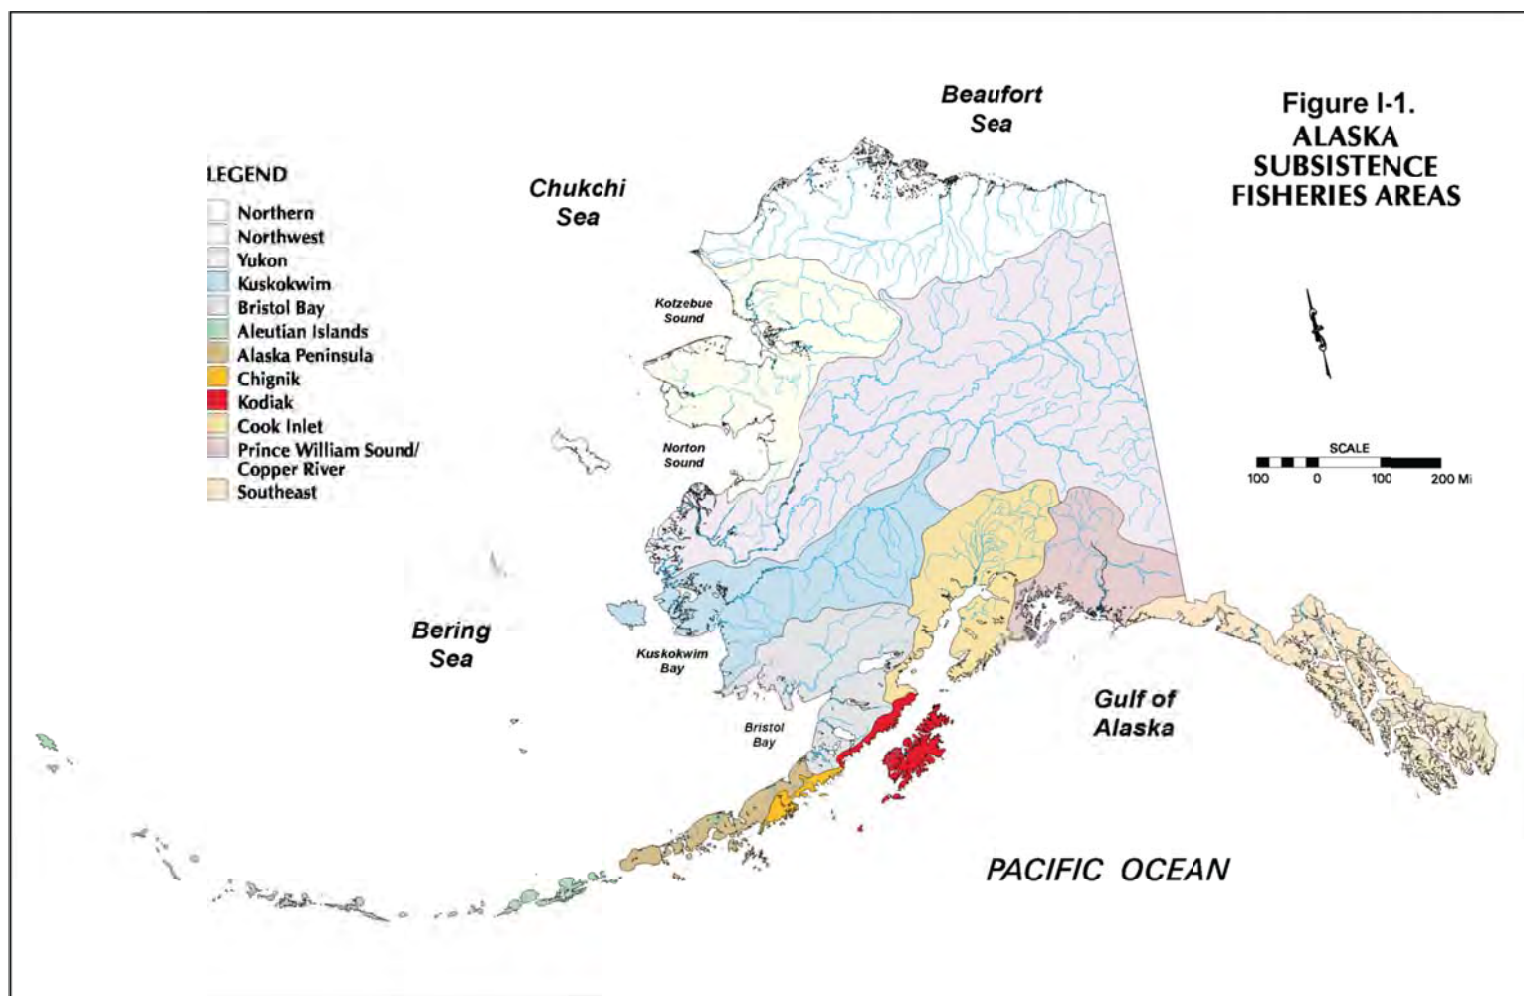 Beaufort
Sea
Figure I-1.
ALASKA
SUBSISTENCE
FISHERIES AREAS
LEGEND
Northern
Northwest
Yukon
Kuskokwim
Bristol Bay
Aleutian Islands
Alaska Peninsula
Chignik
Kodiak
Cook Inlet
Prince William Sound/
Copper River
Southeast
Chukchi
Sea
Kotzebue
Sound
Norton
Sound
SCALE
100 0 100 200 Mi
Bering
Sea
Kuskokwim
Bay
Bristol
Bay
Gulf of
Alaska
PACIFIC OCEAN